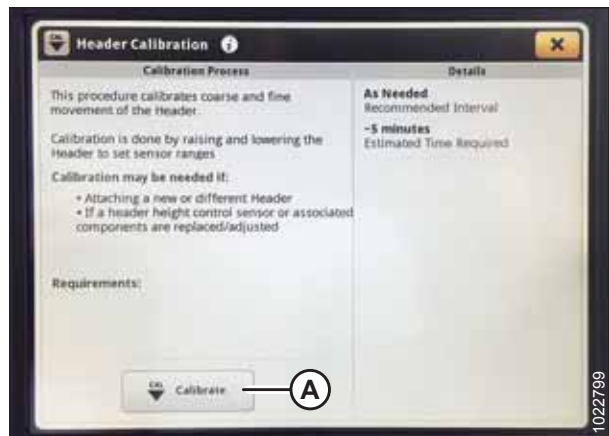 CAL
Header Calibration i
Calibration Process
Details
This procedure calibrates coarse and fine
movement of the Header.
Calibration is done by raising and lowering the
Header to set sensor ranges
Calibration may be needed if:
• Attaching a new or different Header
• If a header height control sensor or associated
components are replaced/adjusted
Requirements:
As Needed
Recommended Interval
~5 minutes
Estimated Time Required
CAL
Calibrate
A
1022799